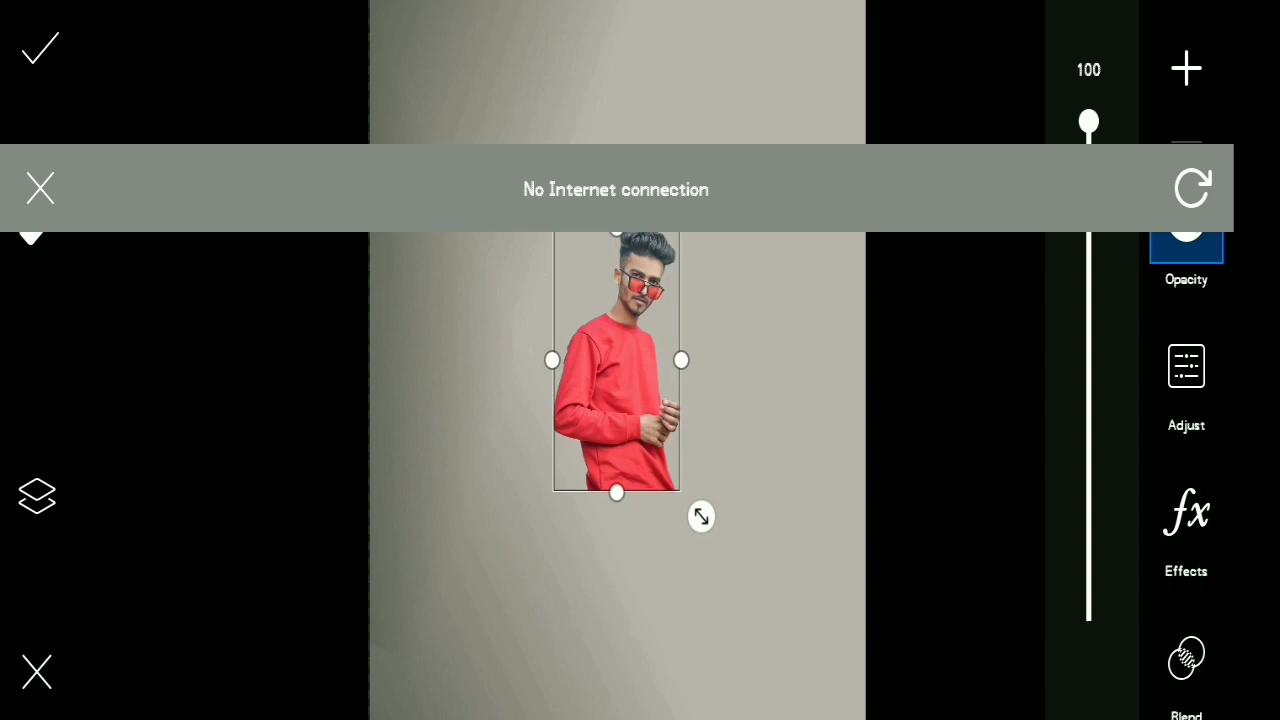 100
No Internet connection
Opacity
Adjust
fx
Effects
Blend